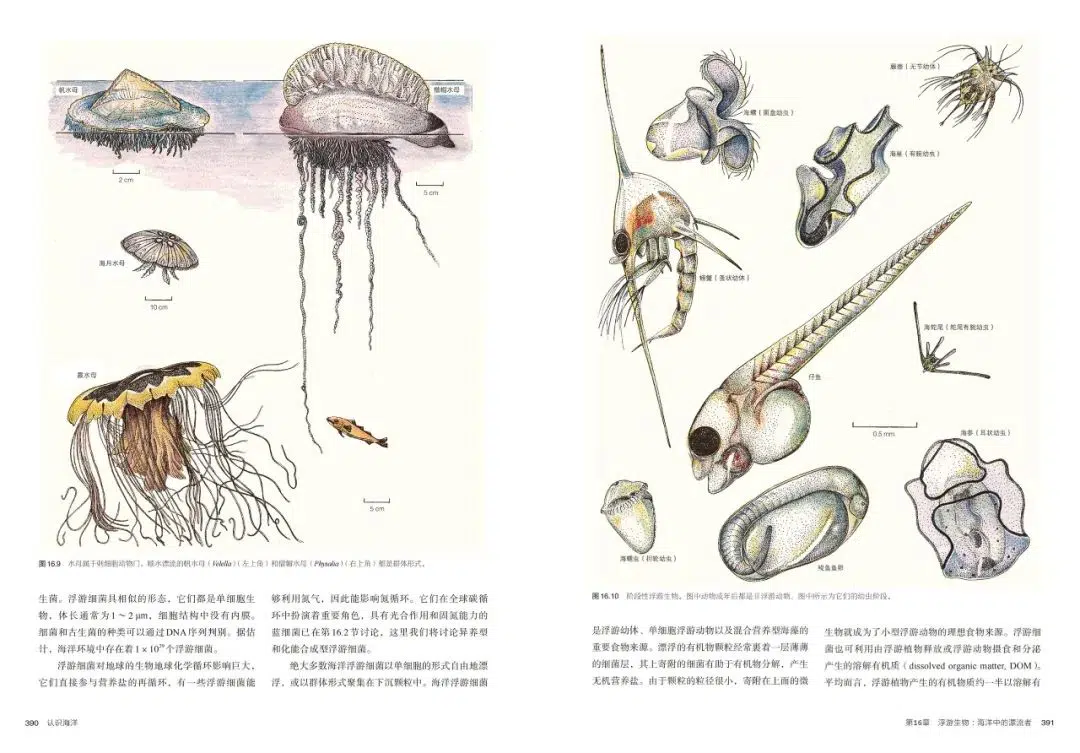 帆水母
僧帽水母
2 cm
5 cm
海月水母
10 cm
霞水母
5 cm
图 16.9 水母属于刺细胞动物门。随水漂流的帆水母（Velella）（左上角）和僧帽水母（Physalia）（右上角）都是群体形式。
生菌。浮游细菌具相似的形态，它们都是单细胞生
物，体长通常为 1～2 μm，细胞结构中没有内膜。
细菌和古生菌的种类可以通过 DNA 序列判别。据估
计，海洋环境中存在着 1×10²⁹ 个浮游细菌。
浮游细菌对地球的生物地球化学循环影响巨大，
它们直接参与营养盐的再循环，有一些浮游细菌能
够利用氮气，因此能影响氮循环。它们在全球碳循
环中扮演着重要角色，具有光合作用和固氮能力的
蓝细菌已在第 16.2 节讨论，这里我们将讨论异养型
和化能合成型浮游细菌。
绝大多数海洋浮游细菌以单细胞的形式自由地漂
浮，或以群体形式聚集在下沉颗粒中。海洋浮游细菌
390 认识海洋
藤壶（无节幼体）
海螺（面盘幼虫）
海星（羽腕幼虫）
螃蟹（溞状幼体）
海蛇尾（蛇尾有腕幼虫）
仔鱼
0.5 mm
海参（耳状幼虫）
海蠕虫（担轮幼虫）
鮟鱇鱼卵
图 16.10 阶段性浮游生物。图中动物成年后都是非浮游动物。图中所示为它们的幼虫阶段。
是浮游幼体、单细胞浮游动物以及混合营养型海藻的
重要食物来源。漂浮的有机物颗粒经常裹着一层薄薄
的细菌层，其上寄附的细菌有助于有机物分解，产生
无机营养盐。由于颗粒的粒径很小，寄附在上面的微
生物就成为了小型浮游动物的理想食物来源。浮游细
菌也可利用由浮游植物释放或浮游动物摄食和分泌
产生的溶解有机质（dissolved organic matter, DOM）。
平均而言，浮游植物产生的有机物质约一半以溶解有
第16章 浮游生物：海洋中的漂流者 391